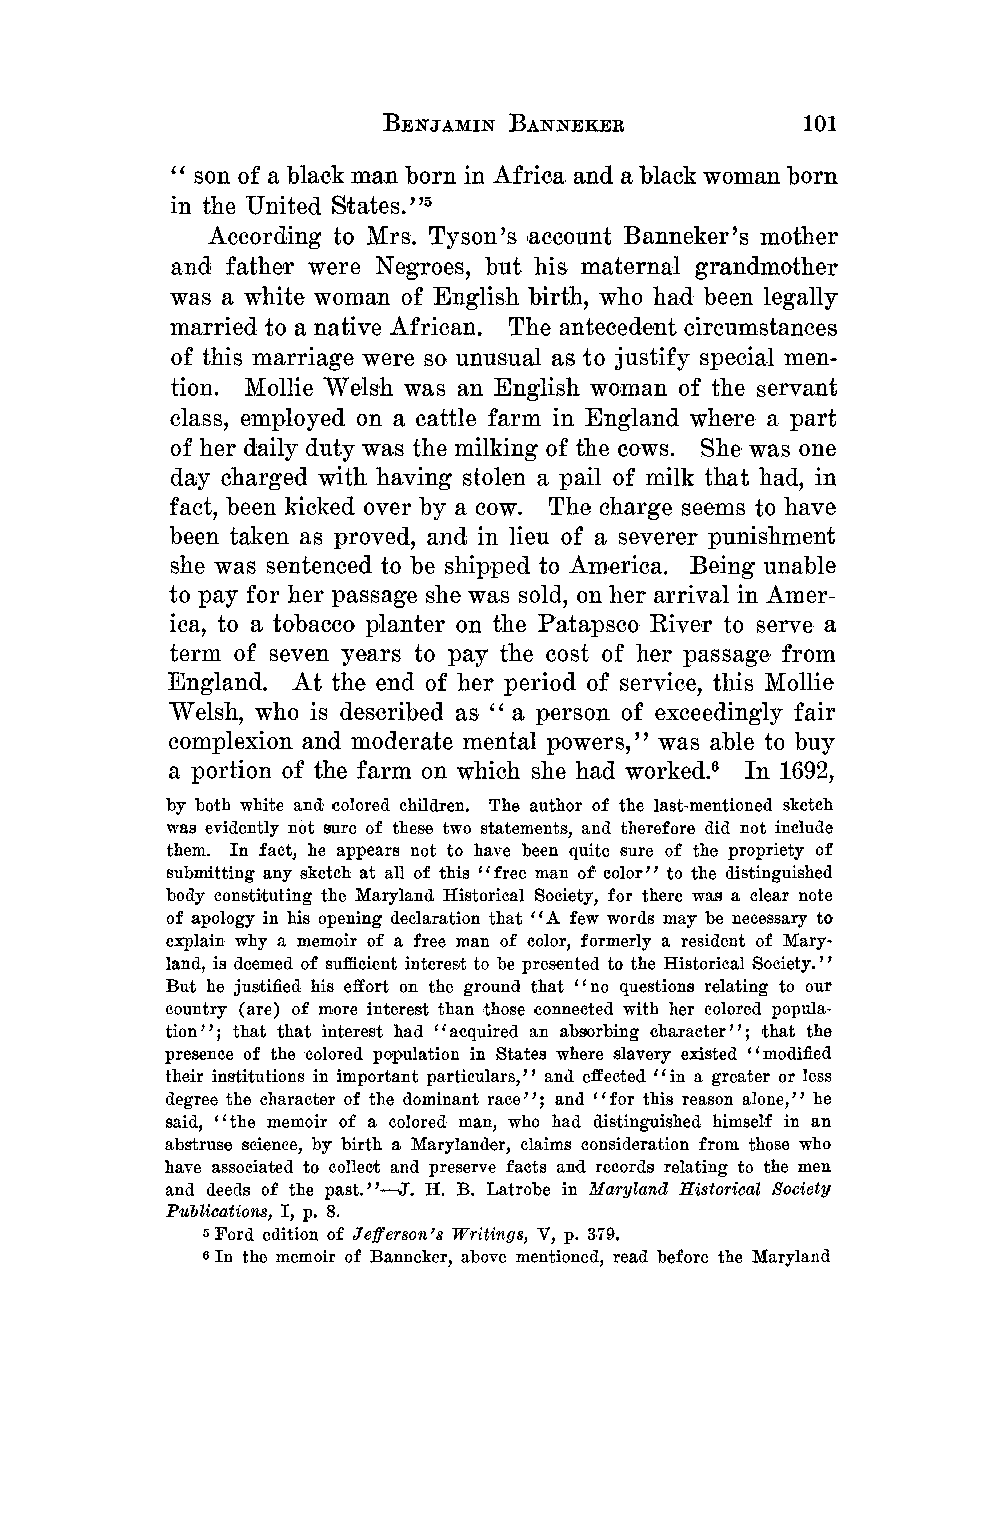 BENJAMIN BANNEKER 101
“ son of a black man born in Africa and a black woman born
in the United States.”5
According to Mrs. Tyson’s account Banneker’s mother
and father were Negroes, but his maternal grandmother
was a white woman of English birth, who had been legally
married to a native African. The antecedent circumstances
of this marriage were so unusual as to justify special men-
tion. Mollie Welsh was an English woman of the servant
class, employed on a cattle farm in England where a part
of her daily duty was the milking of the cows. She was one
day charged with having stolen a pail of milk that had, in
fact, been kicked over by a cow. The charge seems to have
been taken as proved, and in lieu of a severer punishment
she was sentenced to be shipped to America. Being unable
to pay for her passage she was sold, on her arrival in Amer-
ica, to a tobacco planter on the Patapsco River to serve a
term of seven years to pay the cost of her passage from
England. At the end of her period of service, this Mollie
Welsh, who is described as “ a person of exceedingly fair
complexion and moderate mental powers,” was able to buy
a portion of the farm on which she had worked.6 In 1692,
by both white and colored children. The author of the last-mentioned sketch
was evidently not sure of these two statements, and therefore did not include
them. In fact, he appears not to have been quite sure of the propriety of
submitting any sketch at all of this “free man of color” to the distinguished
body constituting the Maryland Historical Society, for there was a clear note
of apology in his opening declaration that “A few words may be necessary to
explain why a memoir of a free man of color, formerly a resident of Mary-
land, is deemed of sufficient interest to be presented to the Historical Society.”
But he justified his effort on the ground that “no questions relating to our
country (are) of more interest than those connected with her colored popula-
tion”; that that interest had “acquired an absorbing character”; that the
presence of the colored population in States where slavery existed “modified
their institutions in important particulars,” and effected “in a greater or less
degree the character of the dominant race”; and “for this reason alone,” he
said, “the memoir of a colored man, who had distinguished himself in an
abstruse science, by birth a Marylander, claims consideration from those who
have associated to collect and preserve facts and records relating to the men
and deeds of the past.”—J. H. B. Latrobe in Maryland Historical Society
Publications, I, p. 8.
5 Ford edition of Jefferson’s Writings, V, p. 379.
6 In the memoir of Banneker, above mentioned, read before the Maryland